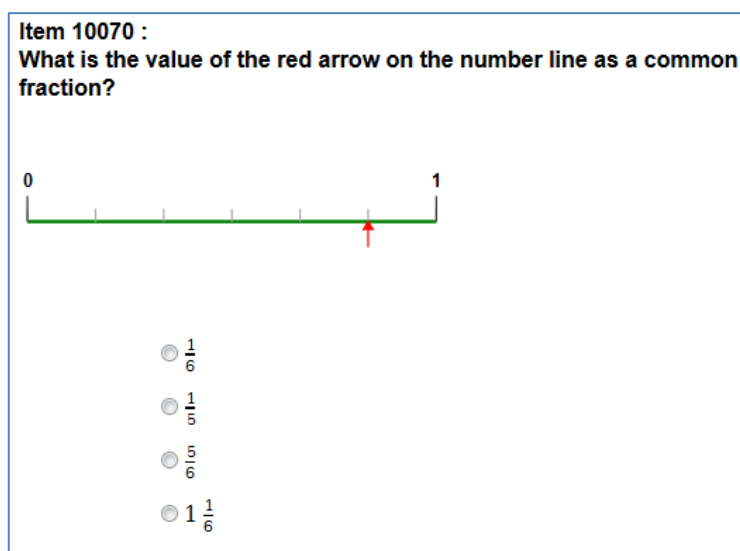 Item 10070 :
What is the value of the red arrow on the number line as a common
fraction?
0 1
1/6
1/5
5/6
1 1/6